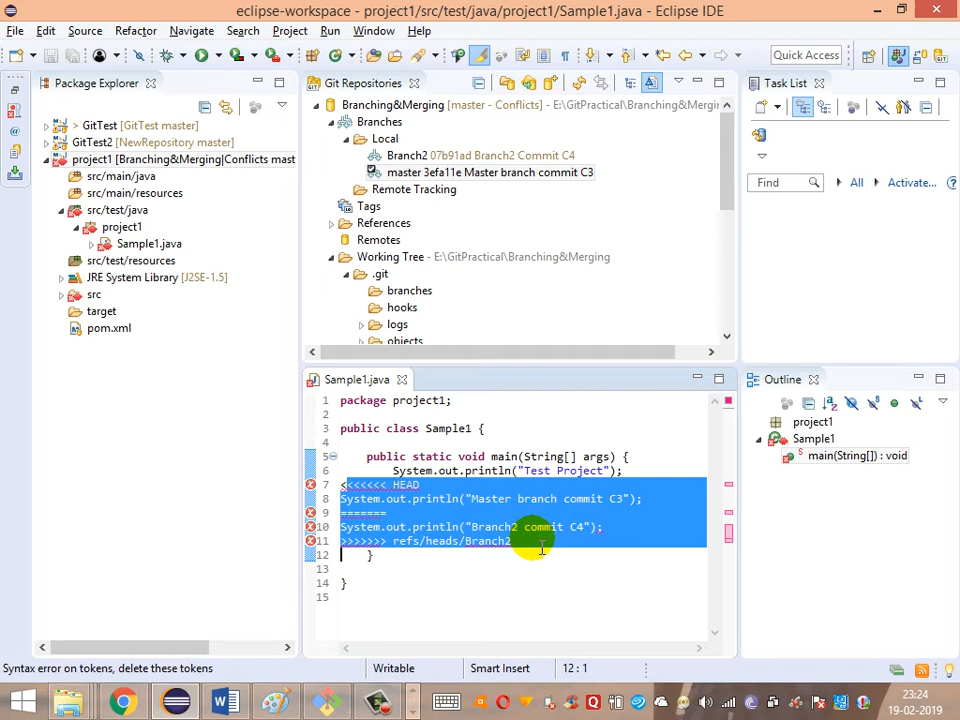 eclipse-workspace - project1/src/test/java/project1/Sample1.java - Eclipse IDE
File Edit Source Refactor Navigate Search Project Run Window Help
Quick Access
Package Explorer
> GitTest [GitTest master]
GitTest2 [NewRepository master]
project1 [Branching&Merging|Conflicts mast
src/main/java
src/main/resources
src/test/java
project1
Sample1.java
src/test/resources
JRE System Library [J2SE-1.5]
src
target
pom.xml
Git Repositories
Branching&Merging [master - Conflicts] - E:\GitPractical\Branching&Mergin
Branches
Local
Branch2 07b91ad Branch2 Commit C4
master 3efa11e Master branch commit C3
Remote Tracking
Tags
References
Remotes
Working Tree - E:\GitPractical\Branching&Merging
.git
branches
hooks
logs
objects
Task List
Find
All
Activate...
Sample1.java
1 package project1;
2
3 public class Sample1 {
4
5 public static void main(String[] args) {
6 System.out.println("Test Project");
7 <<<<<<< HEAD
8 System.out.println("Master branch commit C3");
9 =======
10 System.out.println("Branch2 commit C4");
11 >>>>>>> refs/heads/Branch2
12 }
13
14 }
15
Outline
project1
Sample1
main(String[]) : void
Syntax error on tokens, delete these tokens
Writable
Smart Insert
12 : 1
23:24
19-02-2019